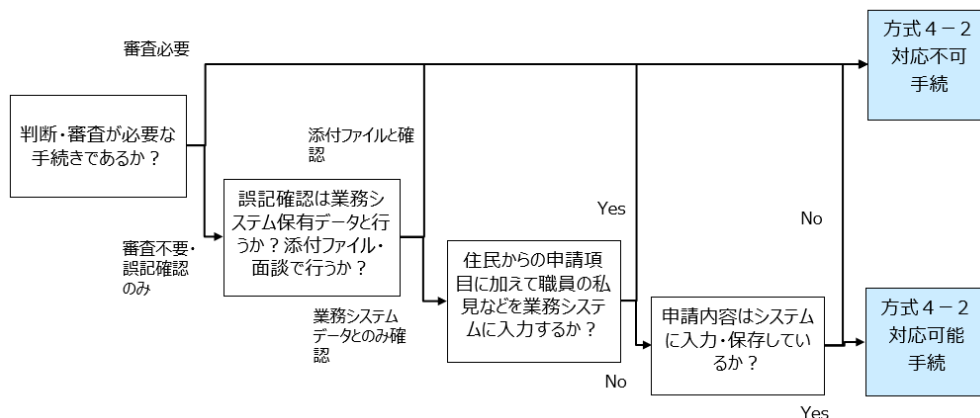 審査必要
方式４－２
対応不可
手続
判断・審査が必要な
手続きであるか？
添付ファイルと確
認
誤記確認は業務シ
ステム保有データと行
うか？添付ファイル・
面談で行うか？
Yes
No
審査不要・
誤記確認
のみ
住民からの申請項
目に加えて職員の私
見などを業務システ
ムに入力するか？
業務システム
データとのみ確
認
申請内容はシステム
に入力・保存してい
るか？
方式４－２
対応可能
手続
No
Yes